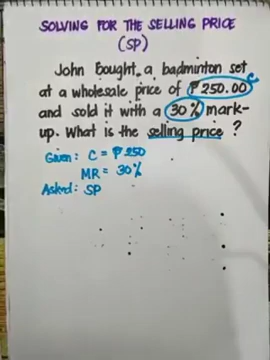 SOLVING FOR THE SELLING PRICE
(SP)
John bought a badminton set
at a wholesale price of ₱250.00 C
and sold it with a 30% mark-
up. What is the selling price ?
Given: C = ₱250
MR = 30%
Asked: SP